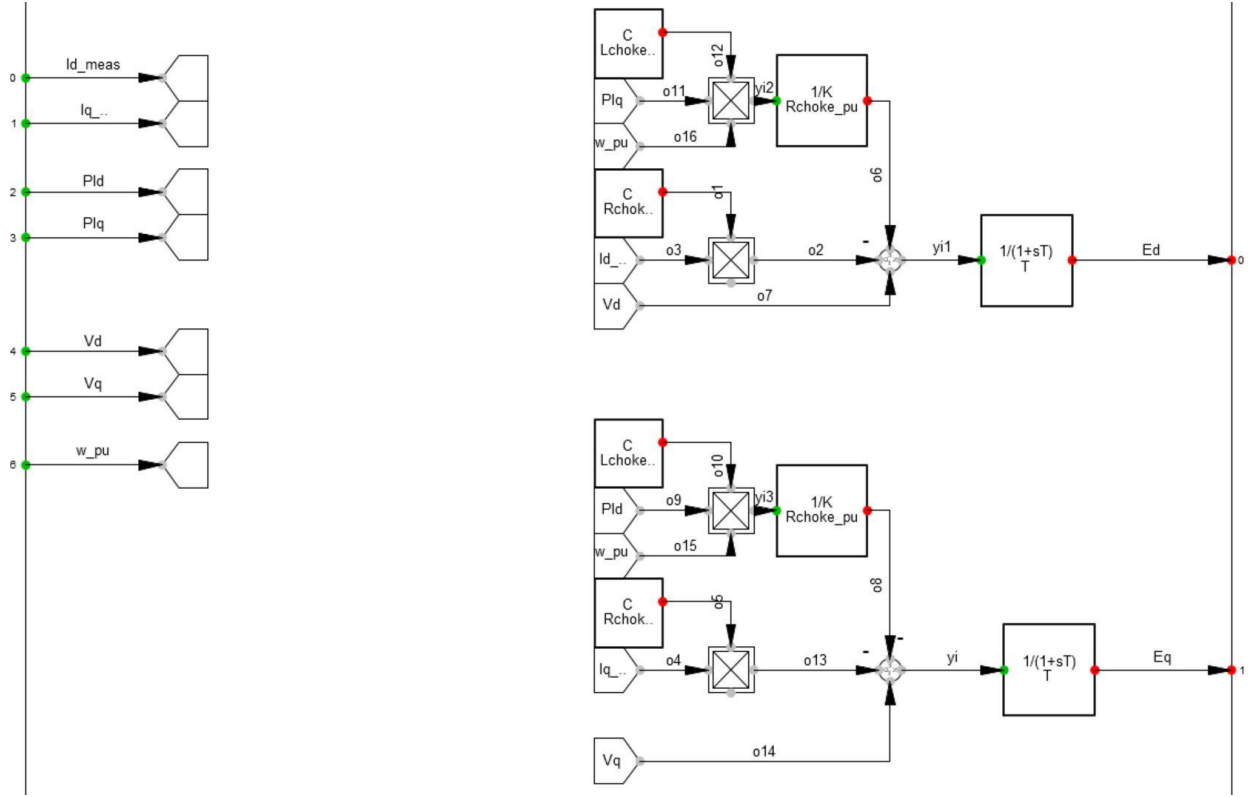 0
Id_meas
1
Iq_..
2
PId
3
PIq
4
Vd
5
Vq
6
w_pu
C
Lchoke..
o12
PIq
o11
yi2
1/K
Rchoke_pu
w_pu
o16
o6
C
Rchok..
o1
Id_..
o3
o2
-
yi1
1/(1+sT)
T
Ed
0
Vd
o7
C
Lchoke..
o10
PId
o9
yi3
1/K
Rchoke_pu
w_pu
o15
o8
C
Rchok..
o5
Iq_..
o4
o13
-
-
yi
1/(1+sT)
T
Eq
1
Vq
o14